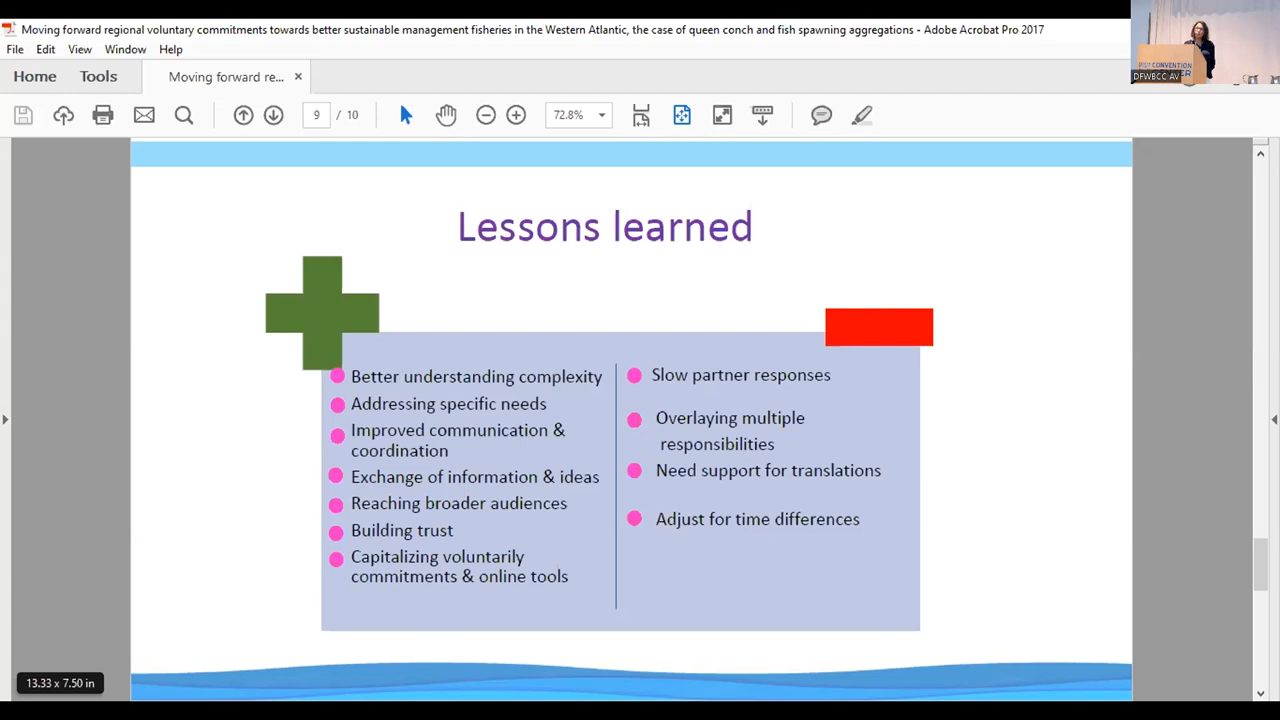 Moving forward regional voluntary commitments towards better sustainable management fisheries in the Western Atlantic, the case of queen conch and fish spawning aggregations - Adobe Acrobat Pro 2017
File Edit View Window Help
Home Tools Moving forward re... ×
9 / 10 72.8%
CONVENTION
DFWBCC AV
Lessons learned
Better understanding complexity
Addressing specific needs
Improved communication &
coordination
Exchange of information & ideas
Reaching broader audiences
Building trust
Capitalizing voluntarily
commitments & online tools
Slow partner responses
Overlaying multiple
responsibilities
Need support for translations
Adjust for time differences
13.33 x 7.50 in